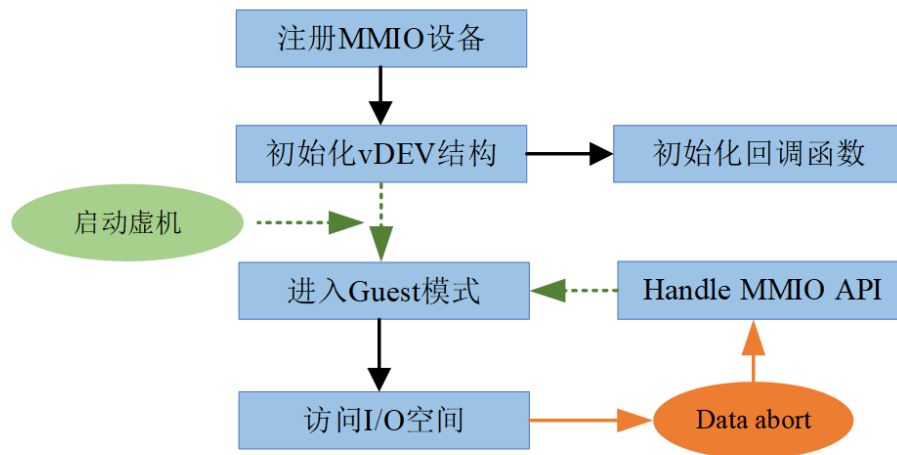 注册MMIO设备
初始化vDEV结构
初始化回调函数
启动虚机
进入Guest模式
Handle MMIO API
访问I/O空间
Data abort